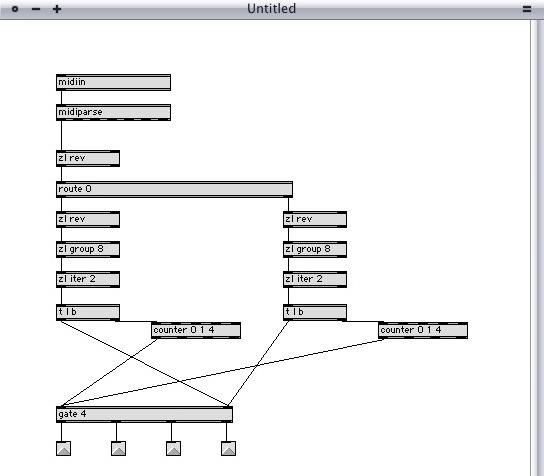 Untitled
midiin
midiparse
zl rev
route 0
zl rev
zl rev
zl group 8
zl group 8
zl iter 2
zl iter 2
t l b
t l b
counter 0 1 4
counter 0 1 4
gate 4